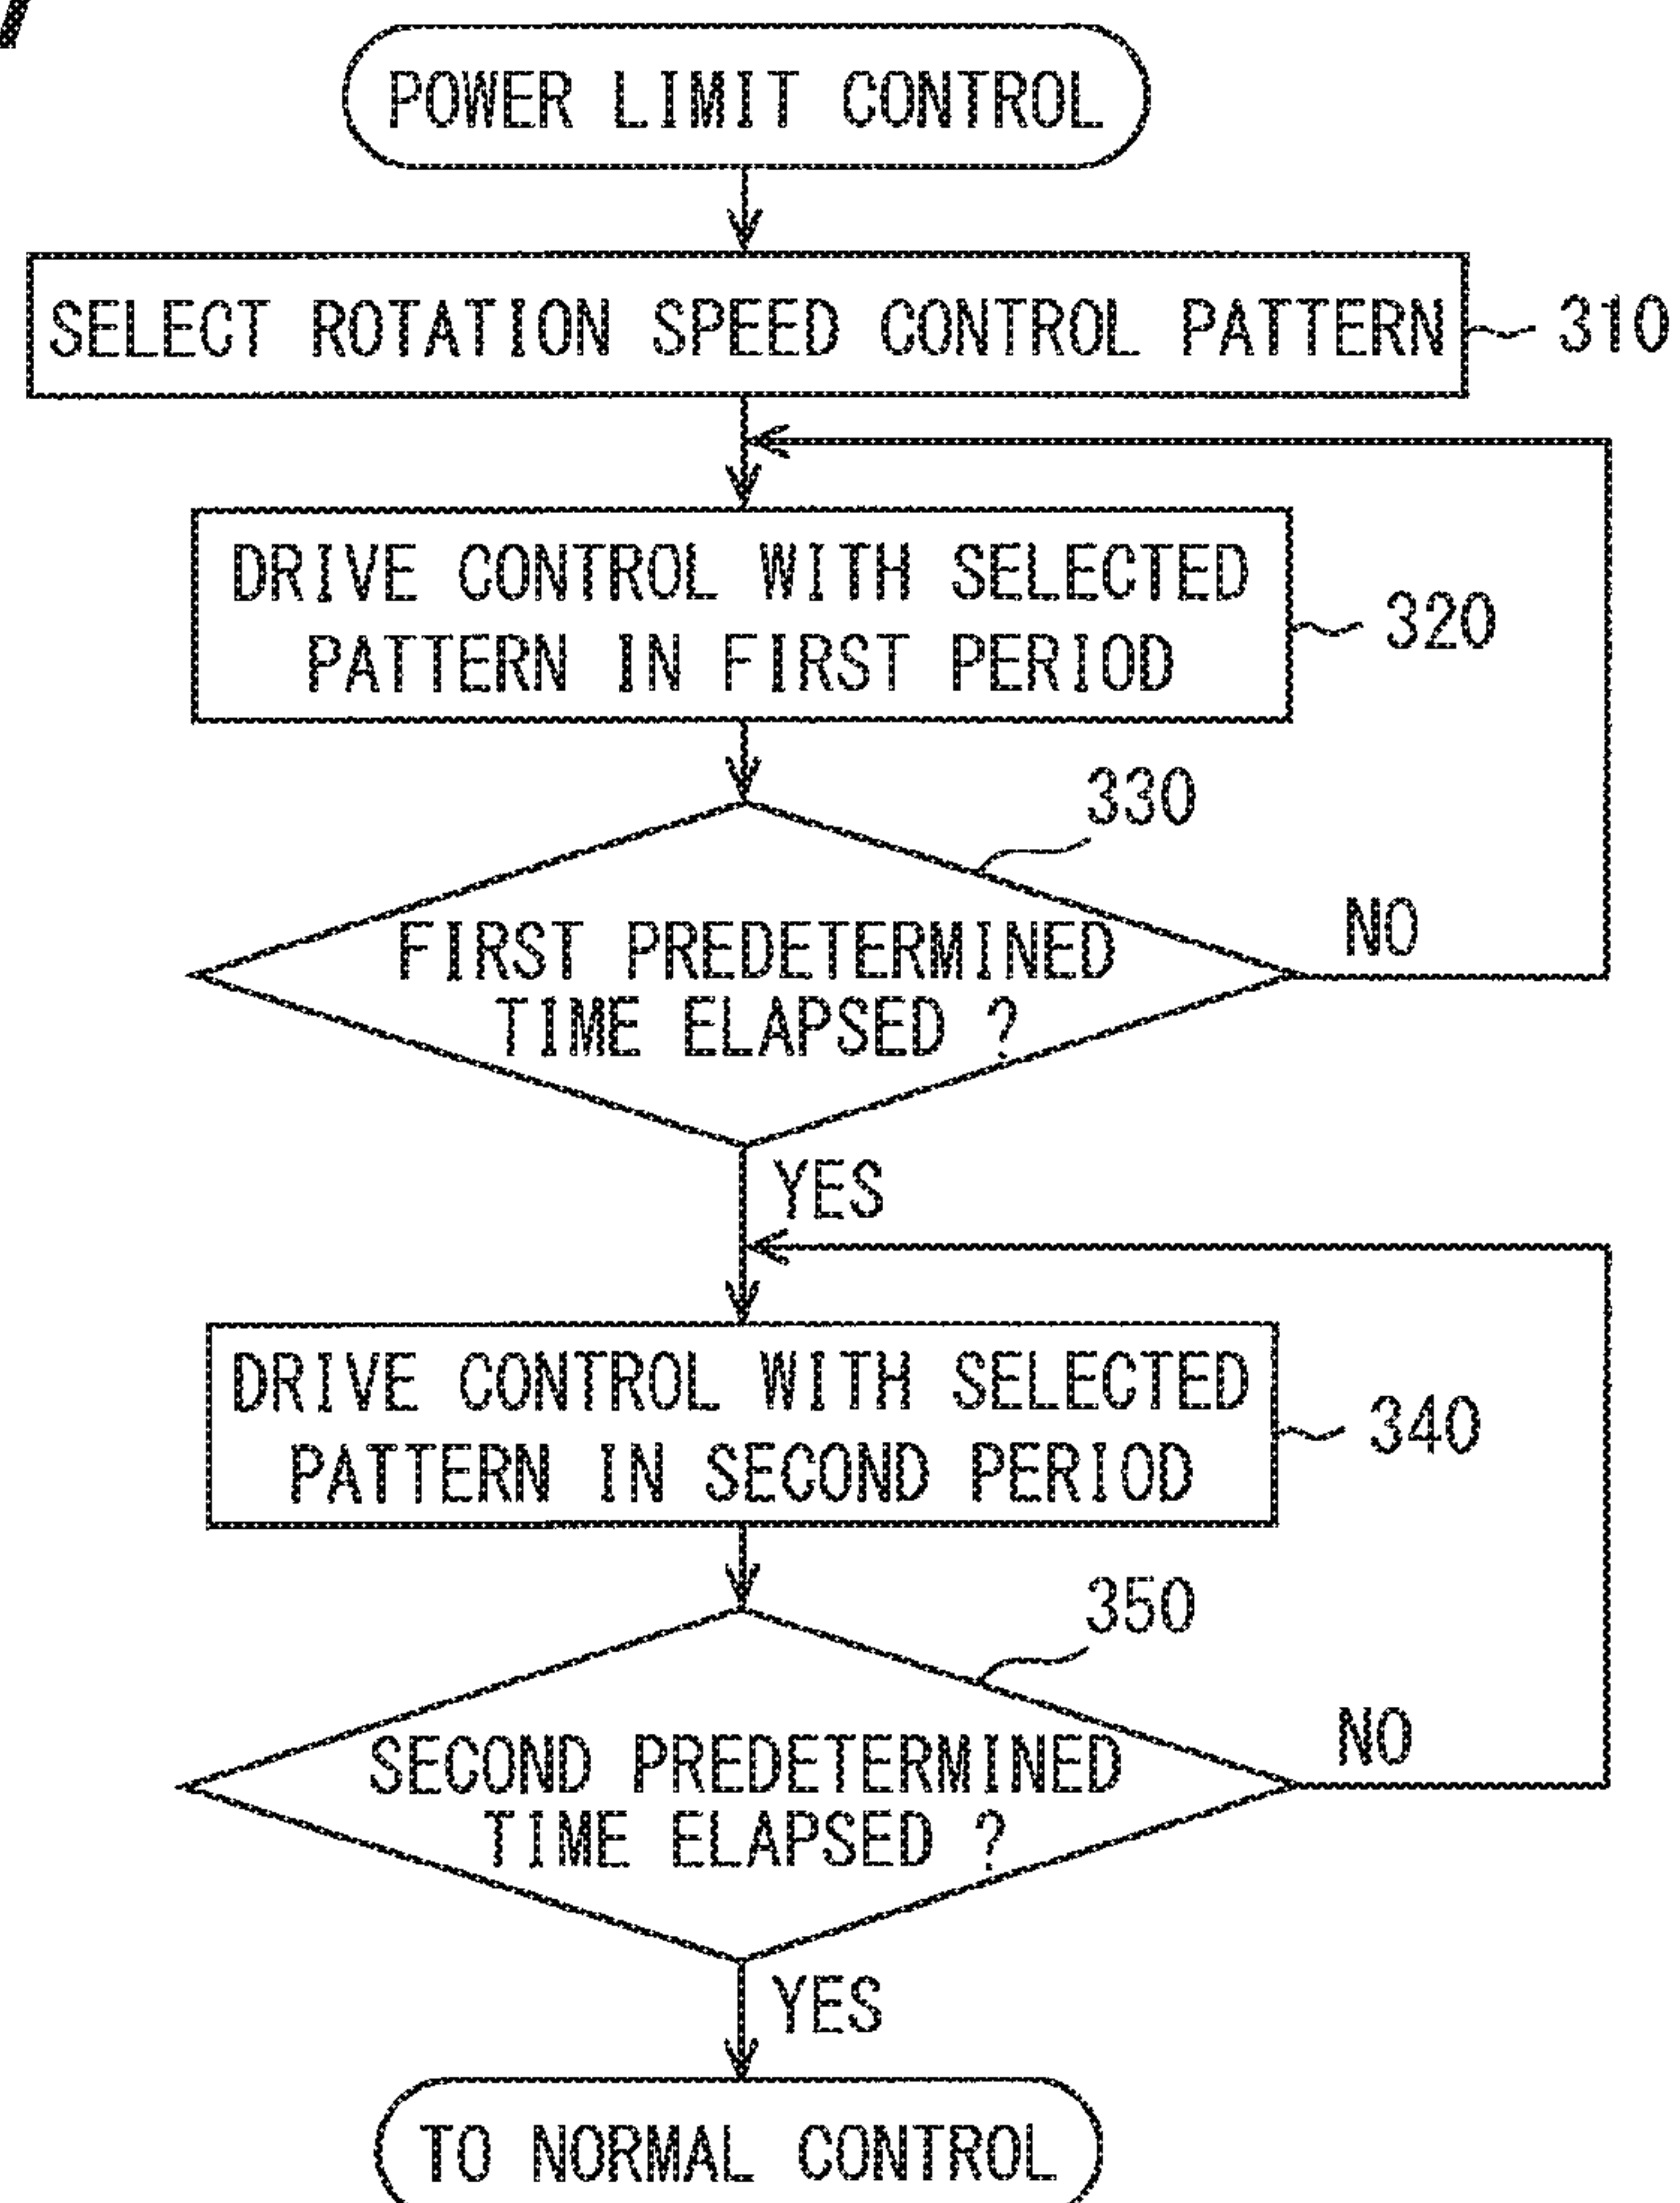 POWER LIMIT CONTROL
SELECT ROTATION SPEED CONTROL PATTERN
310
DRIVE CONTROL WITH SELECTED
PATTERN IN FIRST PERIOD
320
330
FIRST PREDETERMINED
TIME ELAPSED ?
NO
YES
DRIVE CONTROL WITH SELECTED
PATTERN IN SECOND PERIOD
340
350
SECOND PREDETERMINED
TIME ELAPSED ?
NO
YES
TO NORMAL CONTROL